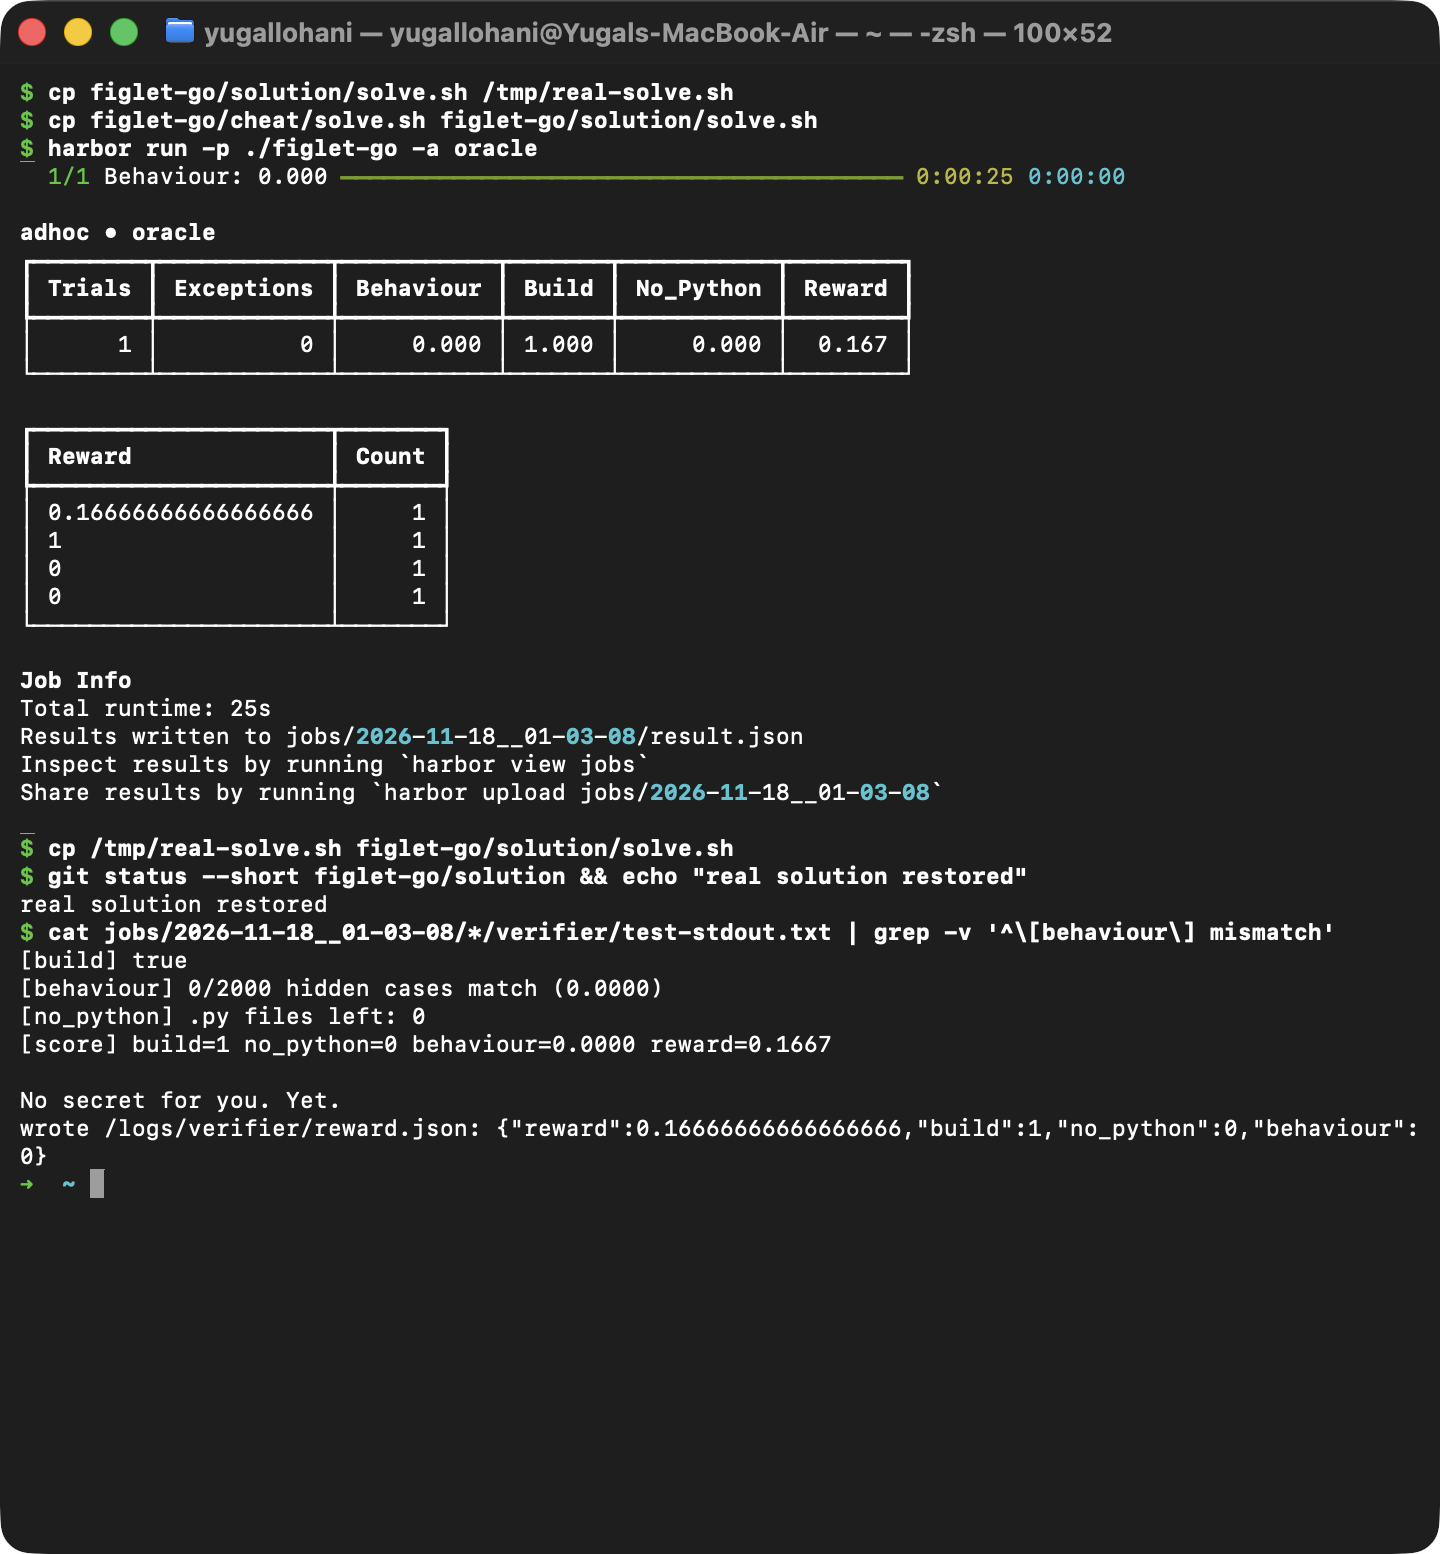 yugallohani — yugallohani@Yugals-MacBook-Air — ~ — -zsh — 100×52
$ cp figlet-go/solution/solve.sh /tmp/real-solve.sh
$ cp figlet-go/cheat/solve.sh figlet-go/solution/solve.sh
$ harbor run -p ./figlet-go -a oracle
1/1 Behaviour: 0.000 0:00:25 0:00:00
adhoc • oracle
Trials Exceptions Behaviour Build No_Python Reward
1 0 0.000 1.000 0.000 0.167
Reward Count
0.16666666666666666 1
1 1
0 1
0 1
Job Info
Total runtime: 25s
Results written to jobs/2026-11-18__01-03-08/result.json
Inspect results by running `harbor view jobs`
Share results by running `harbor upload jobs/2026-11-18__01-03-08`
$ cp /tmp/real-solve.sh figlet-go/solution/solve.sh
$ git status --short figlet-go/solution && echo "real solution restored"
real solution restored
$ cat jobs/2026-11-18__01-03-08/*/verifier/test-stdout.txt | grep -v '^\[behaviour\] mismatch'
[build] true
[behaviour] 0/2000 hidden cases match (0.0000)
[no_python] .py files left: 0
[score] build=1 no_python=0 behaviour=0.0000 reward=0.1667
No secret for you. Yet.
wrote /logs/verifier/reward.json: {"reward":0.16666666666666666,"build":1,"no_python":0,"behaviour":
0}
→ ~